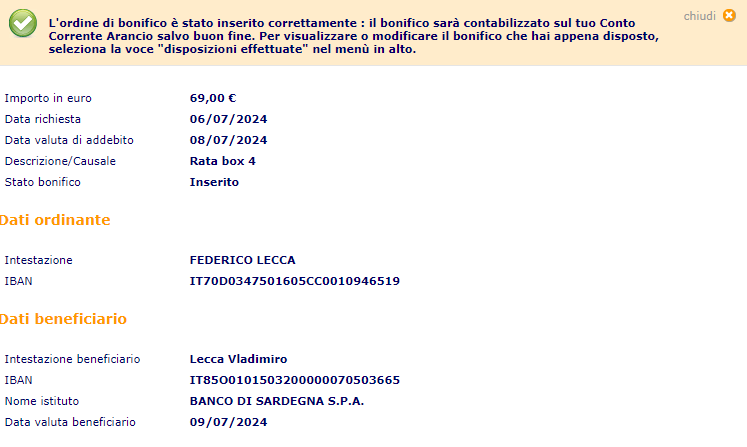 chiudi
L'ordine di bonifico è stato inserito correttamente : il bonifico sarà contabilizzato sul tuo Conto
Corrente Arancio salvo buon fine. Per visualizzare o modificare il bonifico che hai appena disposto,
seleziona la voce "disposizioni effettuate" nel menù in alto.
Importo in euro 69,00 €
Data richiesta 06/07/2024
Data valuta di addebito 08/07/2024
Descrizione/Causale Rata box 4
Stato bonifico Inserito
Dati ordinante
Intestazione FEDERICO LECCA
IBAN IT70D0347501605CC0010946519
Dati beneficiario
Intestazione beneficiario Lecca Vladimiro
IBAN IT85O0101503200000070503665
Nome istituto BANCO DI SARDEGNA S.P.A.
Data valuta beneficiario 09/07/2024